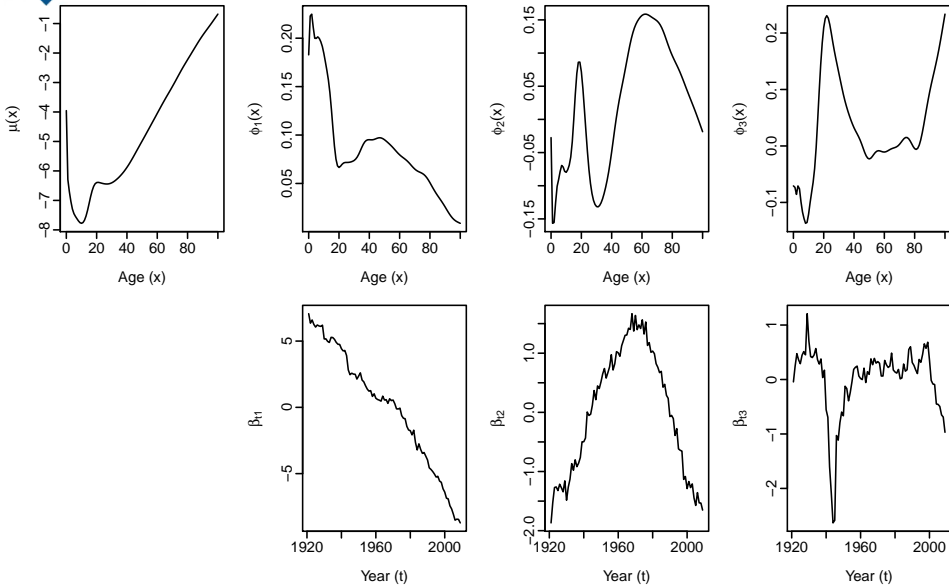 μ(x)
-8 -7 -6 -5 -4 -3 -2 -1
0 20 40 60 80
Age (x)
ϕ₁(x)
0.05 0.10 0.15 0.20
0 20 40 60 80
Age (x)
ϕ₂(x)
-0.15 -0.05 0.05 0.15
0 20 40 60 80
Age (x)
ϕ₃(x)
-0.1 0.0 0.1 0.2
0 20 40 60 80
Age (x)
βt1
-5 0 5
1920 1960 2000
Year (t)
βt2
-2.0 -1.0 0.0 1.0
1920 1960 2000
Year (t)
βt3
-2 -1 0 1
1920 1960 2000
Year (t)